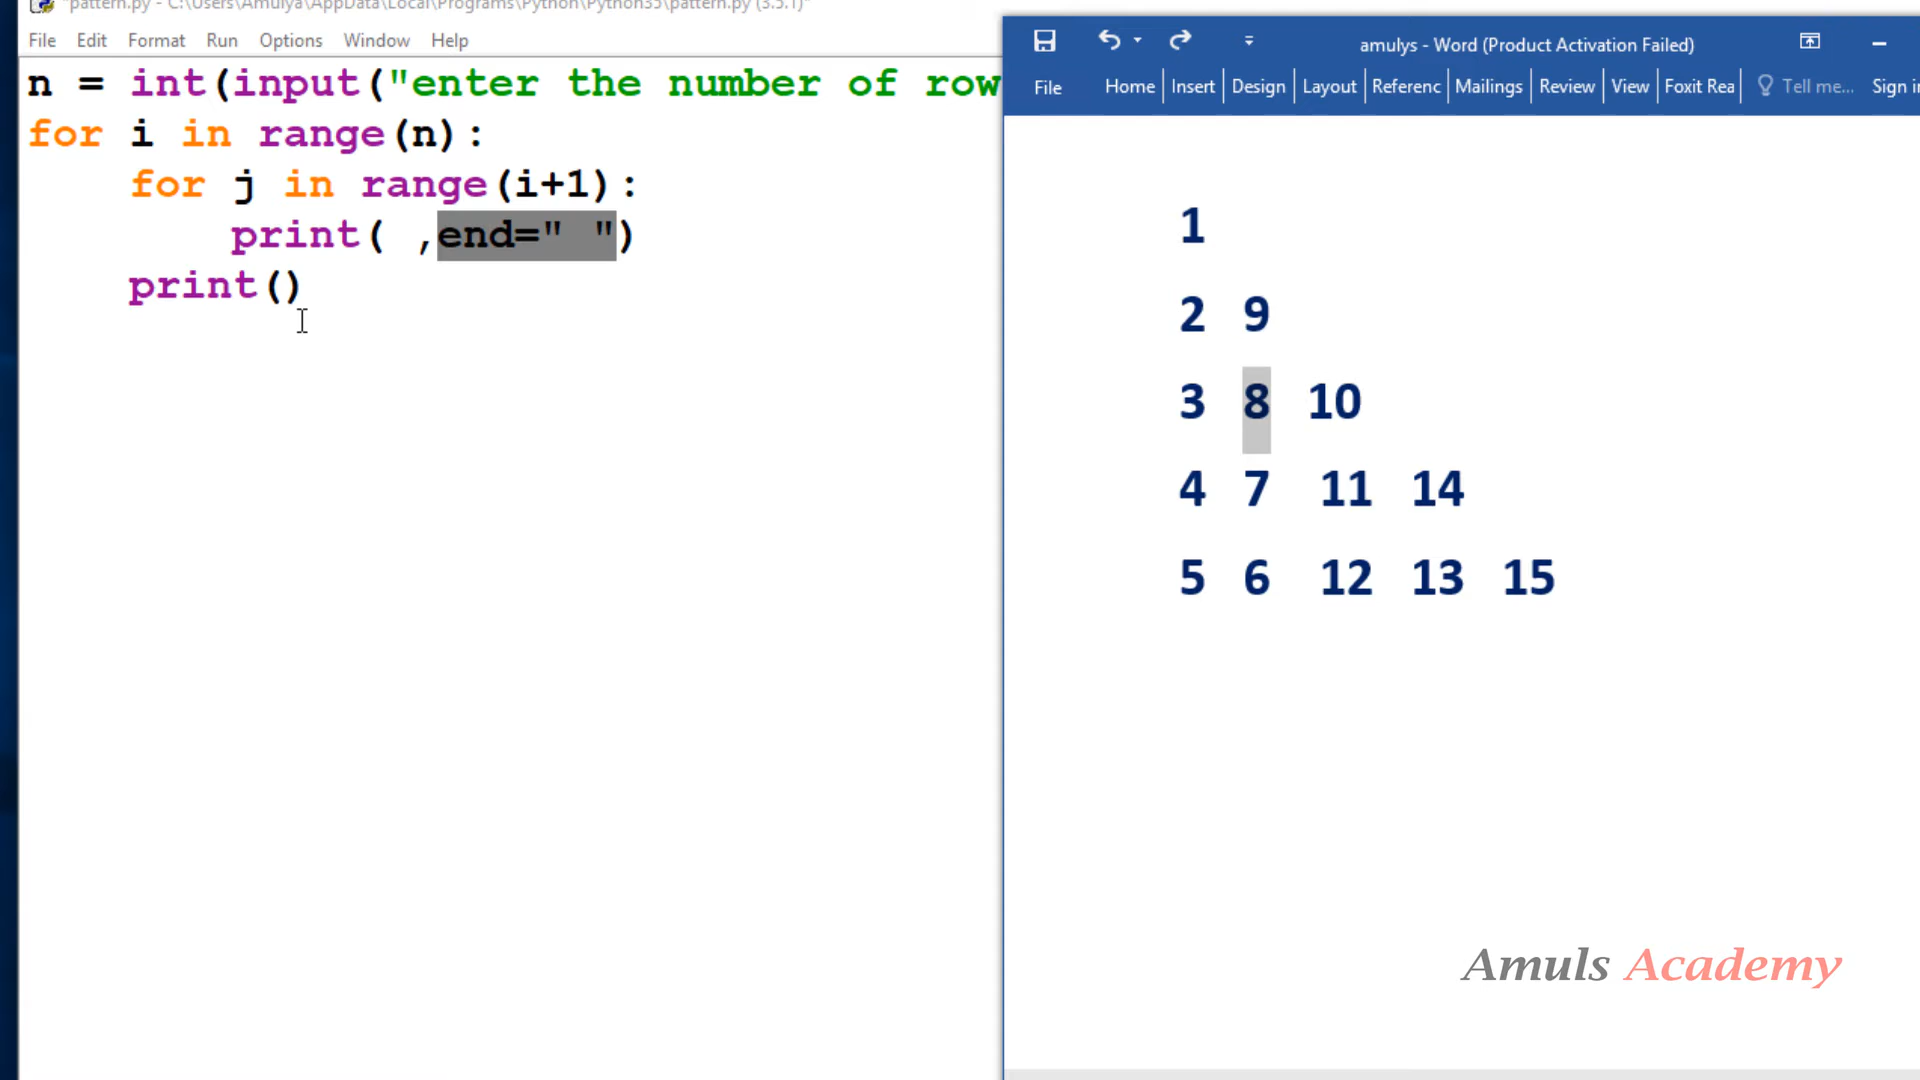 *pattern.py - C:\Users\Amulya\AppData\Local\Programs\Python\Python35\pattern.py (3.5.1)*
File Edit Format Run Options Window Help
n = int(input("enter the number of row
for i in range(n):
for j in range(i+1):
print( ,end=" ")
print()
amulys - Word (Product Activation Failed)
File Home Insert Design Layout Referenc Mailings Review View Foxit Rea Tell me... Sign in
1
2 9
3 8 10
4 7 11 14
5 6 12 13 15
Amuls Academy